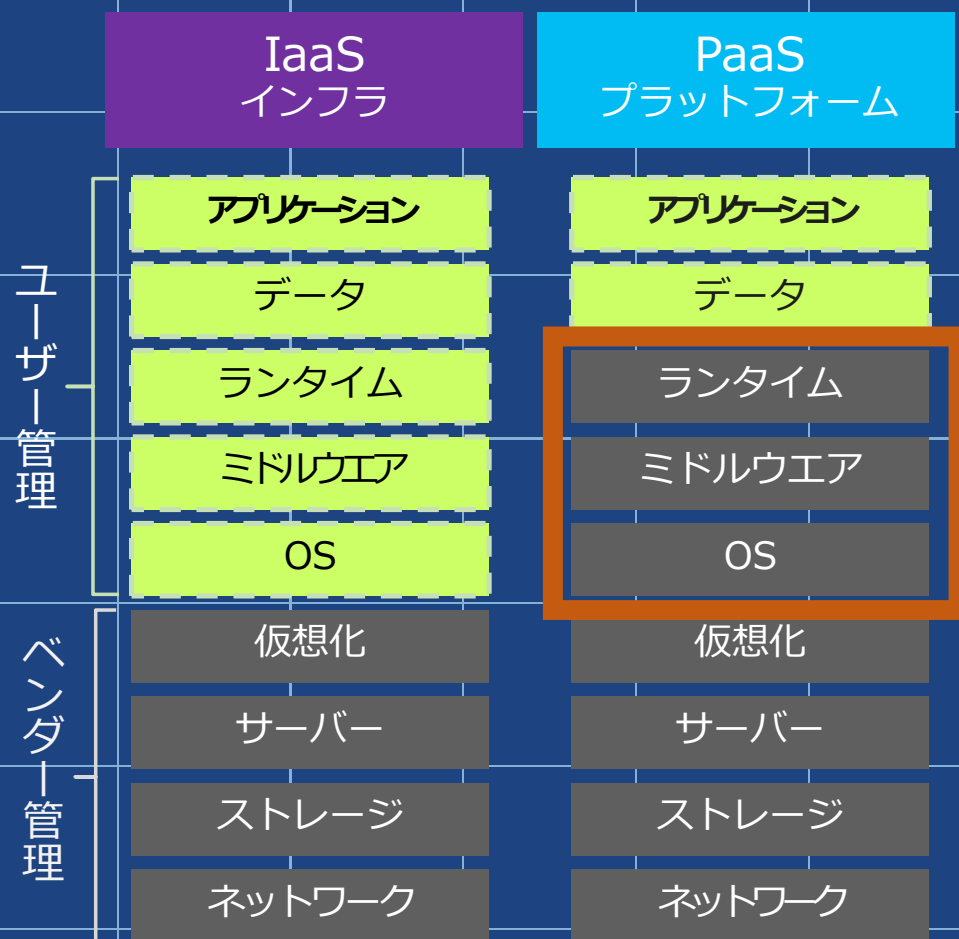 IaaS
インフラ
PaaS
プラットフォーム
ユーザー管理
アプリケーション
アプリケーション
データ
データ
ランタイム
ランタイム
ミドルウエア
ミドルウエア
OS
OS
ベンダー管理
仮想化
仮想化
サーバー
サーバー
ストレージ
ストレージ
ネットワーク
ネットワーク